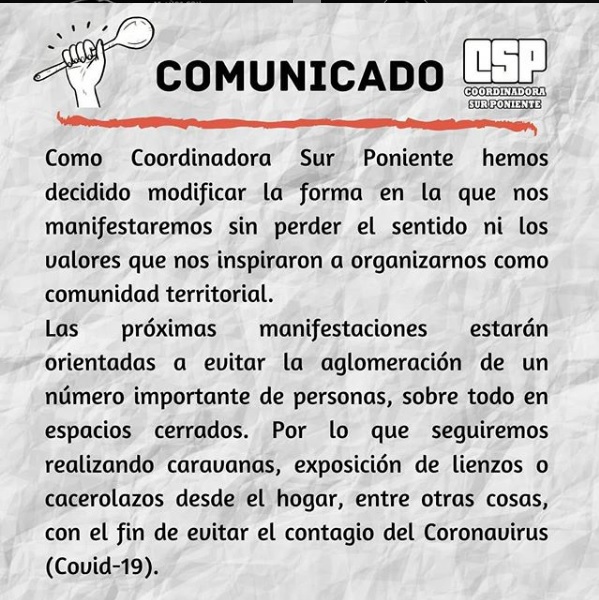 COMUNICADO
CSP
COORDINADORA
SUR PONIENTE
Como Coordinadora Sur Poniente hemos
decidido modificar la forma en la que nos
manifestaremos sin perder el sentido ni los
valores que nos inspiraron a organizarnos como
comunidad territorial.
Las próximas manifestaciones estarán
orientadas a evitar la aglomeración de un
número importante de personas, sobre todo en
espacios cerrados. Por lo que seguiremos
realizando caravanas, exposición de lienzos o
cacerolazos desde el hogar, entre otras cosas,
con el fin de evitar el contagio del Coronavirus
(Covid-19).